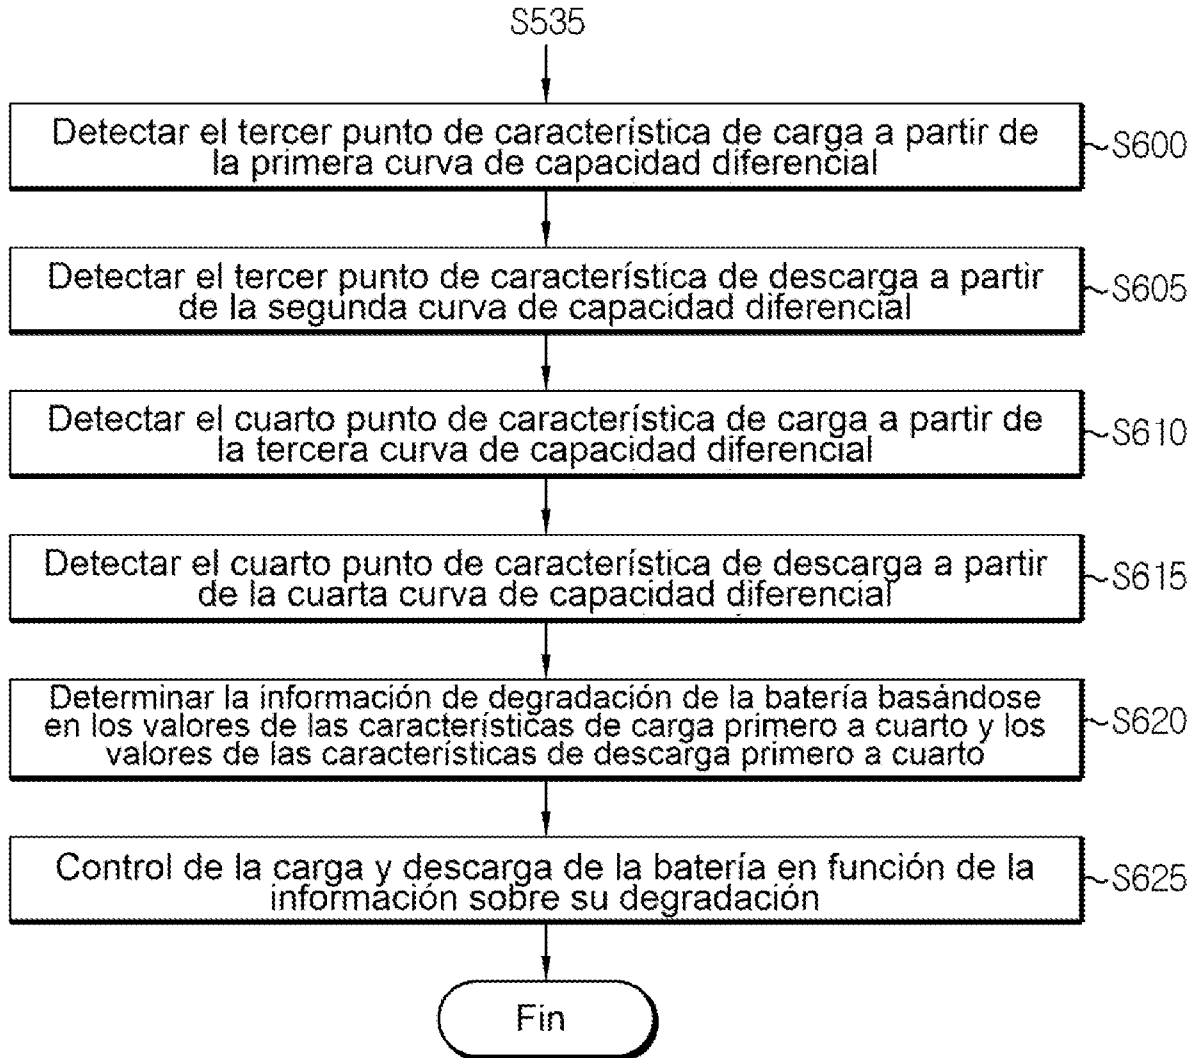 S535
Detectar el tercer punto de característica de carga a partir de
la primera curva de capacidad diferencial
S600
Detectar el tercer punto de característica de descarga a partir
de la segunda curva de capacidad diferencial
S605
Detectar el cuarto punto de característica de carga a partir de
la tercera curva de capacidad diferencial
S610
Detectar el cuarto punto de característica de descarga a partir
de la cuarta curva de capacidad diferencial
S615
Determinar la información de degradación de la batería basándose
en los valores de las características de carga primero a cuarto y los
valores de las características de descarga primero a cuarto
S620
Control de la carga y descarga de la batería en función de la
información sobre su degradación
S625
Fin